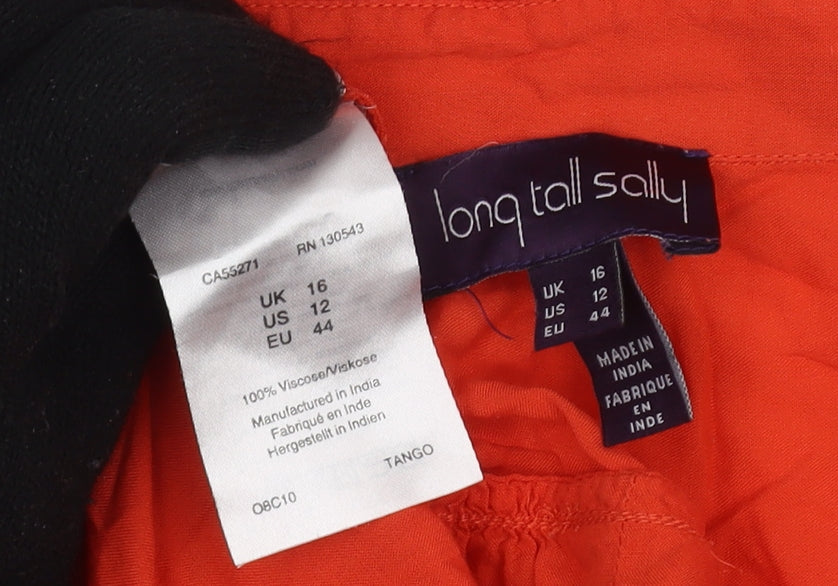 CA55271 RN 130543
UK 16
US 12
EU 44
100% Viscose/Viskose
Manufactured in India
Fabriqué en Inde
Hergestellt in Indien
TANGO
O8C10
long tall sally
UK 16
US 12
EU 44
MADE IN
INDIA
FABRIQUE
EN
INDE